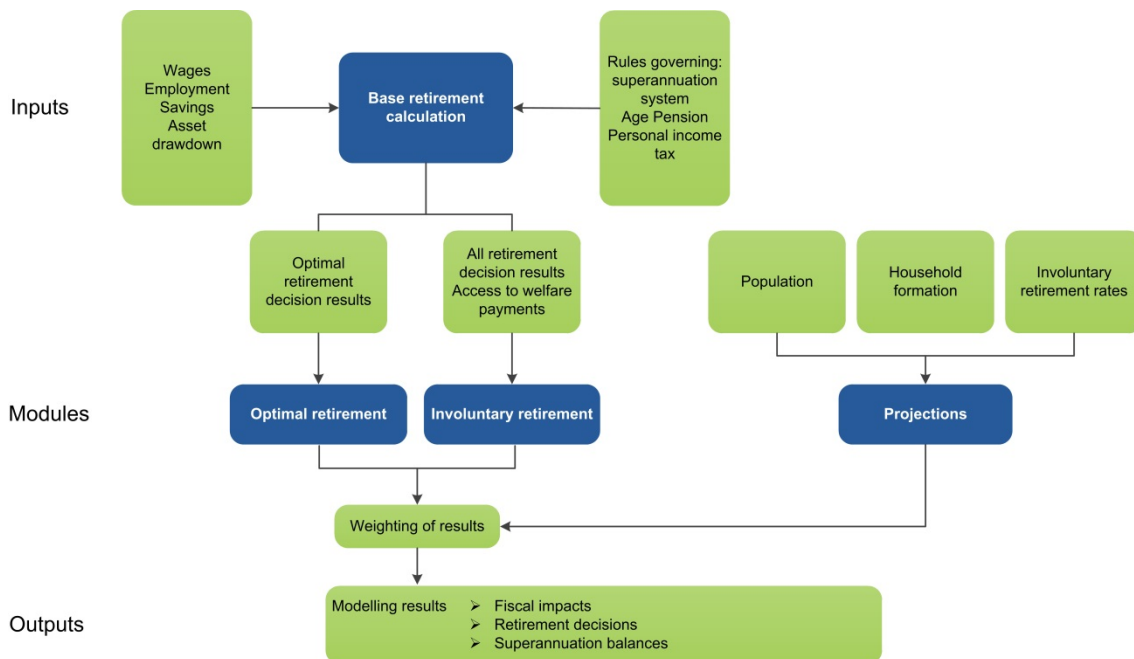 Inputs
Wages
Employment
Savings
Asset
drawdown
Base retirement
calculation
Rules governing:
superannuation
system
Age Pension
Personal income
tax
Optimal
retirement
decision results
All retirement
decision results
Access to welfare
payments
Population
Household
formation
Involuntary
retirement rates
Modules
Optimal retirement
Involuntary retirement
Projections
Weighting of results
Outputs
Modelling results
➢ Fiscal impacts
➢ Retirement decisions
➢ Superannuation balances